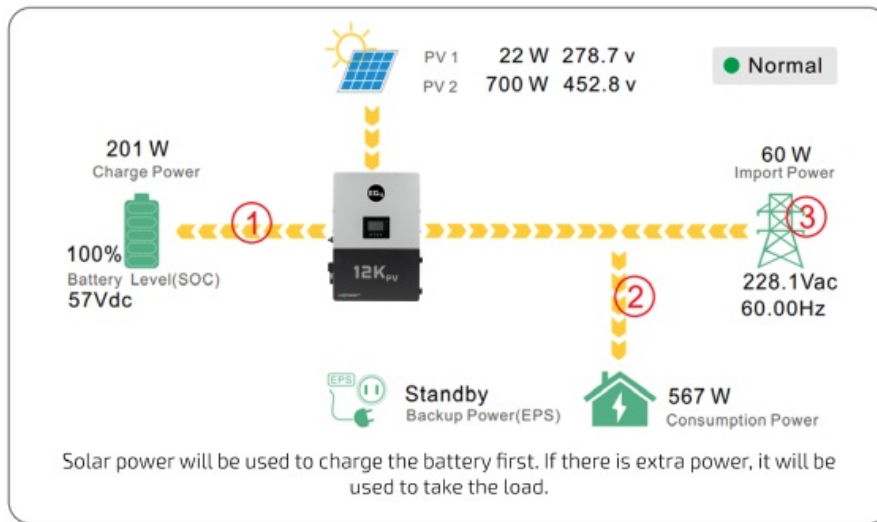 PV 1 22 W 278.7 v
PV 2 700 W 452.8 v
Normal
201 W
Charge Power
60 W
Import Power
1
3
100%
Battery Level(SOC)
57Vdc
12K PV
228.1Vac
60.00Hz
2
EPS
Standby
Backup Power(EPS)
567 W
Consumption Power
Solar power will be used to charge the battery first. If there is extra power, it will be
used to take the load.